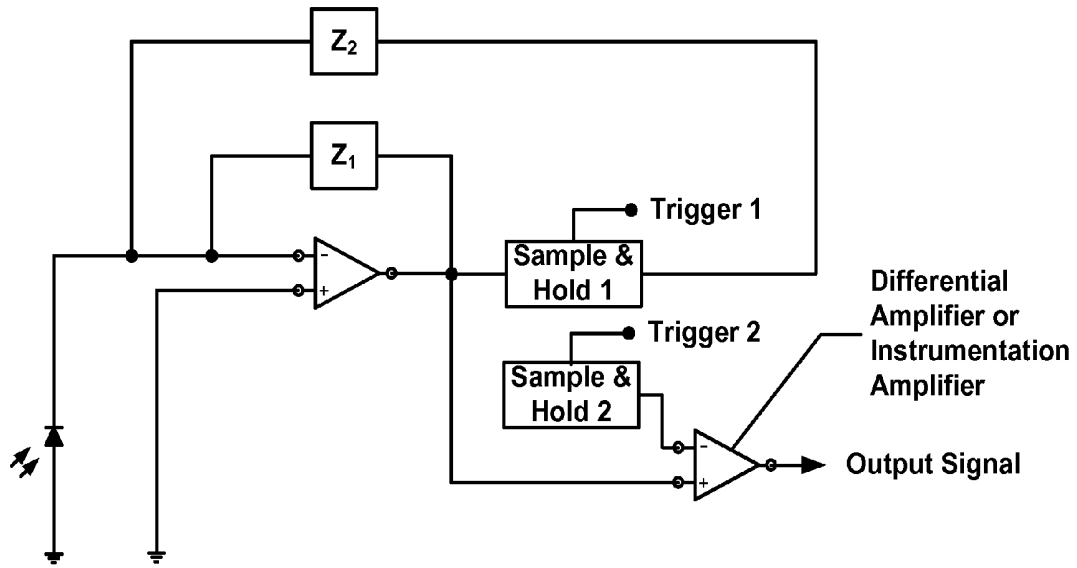 Z₂
Z₁
Trigger 1
Sample &
Hold 1
Differential
Amplifier or
Instrumentation
Amplifier
Trigger 2
Sample &
Hold 2
-
+
-
+
Output Signal